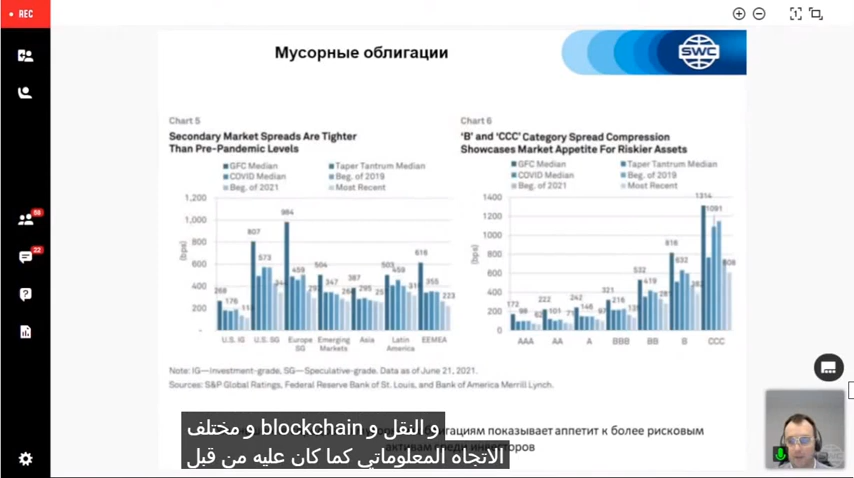 REC
Мусорные облигации
SWC
Chart 5
Secondary Market Spreads Are Tighter
Than Pre-Pandemic Levels
GFC Median
Taper Tantrum Median
COVID Median
Beg. of 2019
Beg. of 2021
Most Recent
1,200
1,000
800
600
400
200
-
(bps)
268
176
807
573
984
459
504
347
387
295
503
459
616
355
223
U.S. IG
U.S. SG
Europe SG
Emerging Markets
Asia
Latin America
EEMEA
Chart 6
'B' and 'CCC' Category Spread Compression
Showcases Market Appetite For Riskier Assets
GFC Median
Taper Tantrum Median
COVID Median
Beg. of 2019
Beg. of 2021
Most Recent
1400
1200
1000
800
600
400
200
0
(bps)
172
98
222
101
242
146
321
216
532
419
816
632
1314
1091
608
AAA
AA
A
BBB
BB
B
CCC
Note: IG—Investment-grade, SG—Speculative-grade. Data as of June 21, 2021.
Sources: S&P Global Ratings, Federal Reserve Bank of St. Louis, and Bank of America Merrill Lynch.
облигациям показывает аппетит к более рисковым
активам среди инвесторов
و النقل و blockchain و مختلف
الاتجاه المعلوماتي كما كان عليه من قبل
58
22